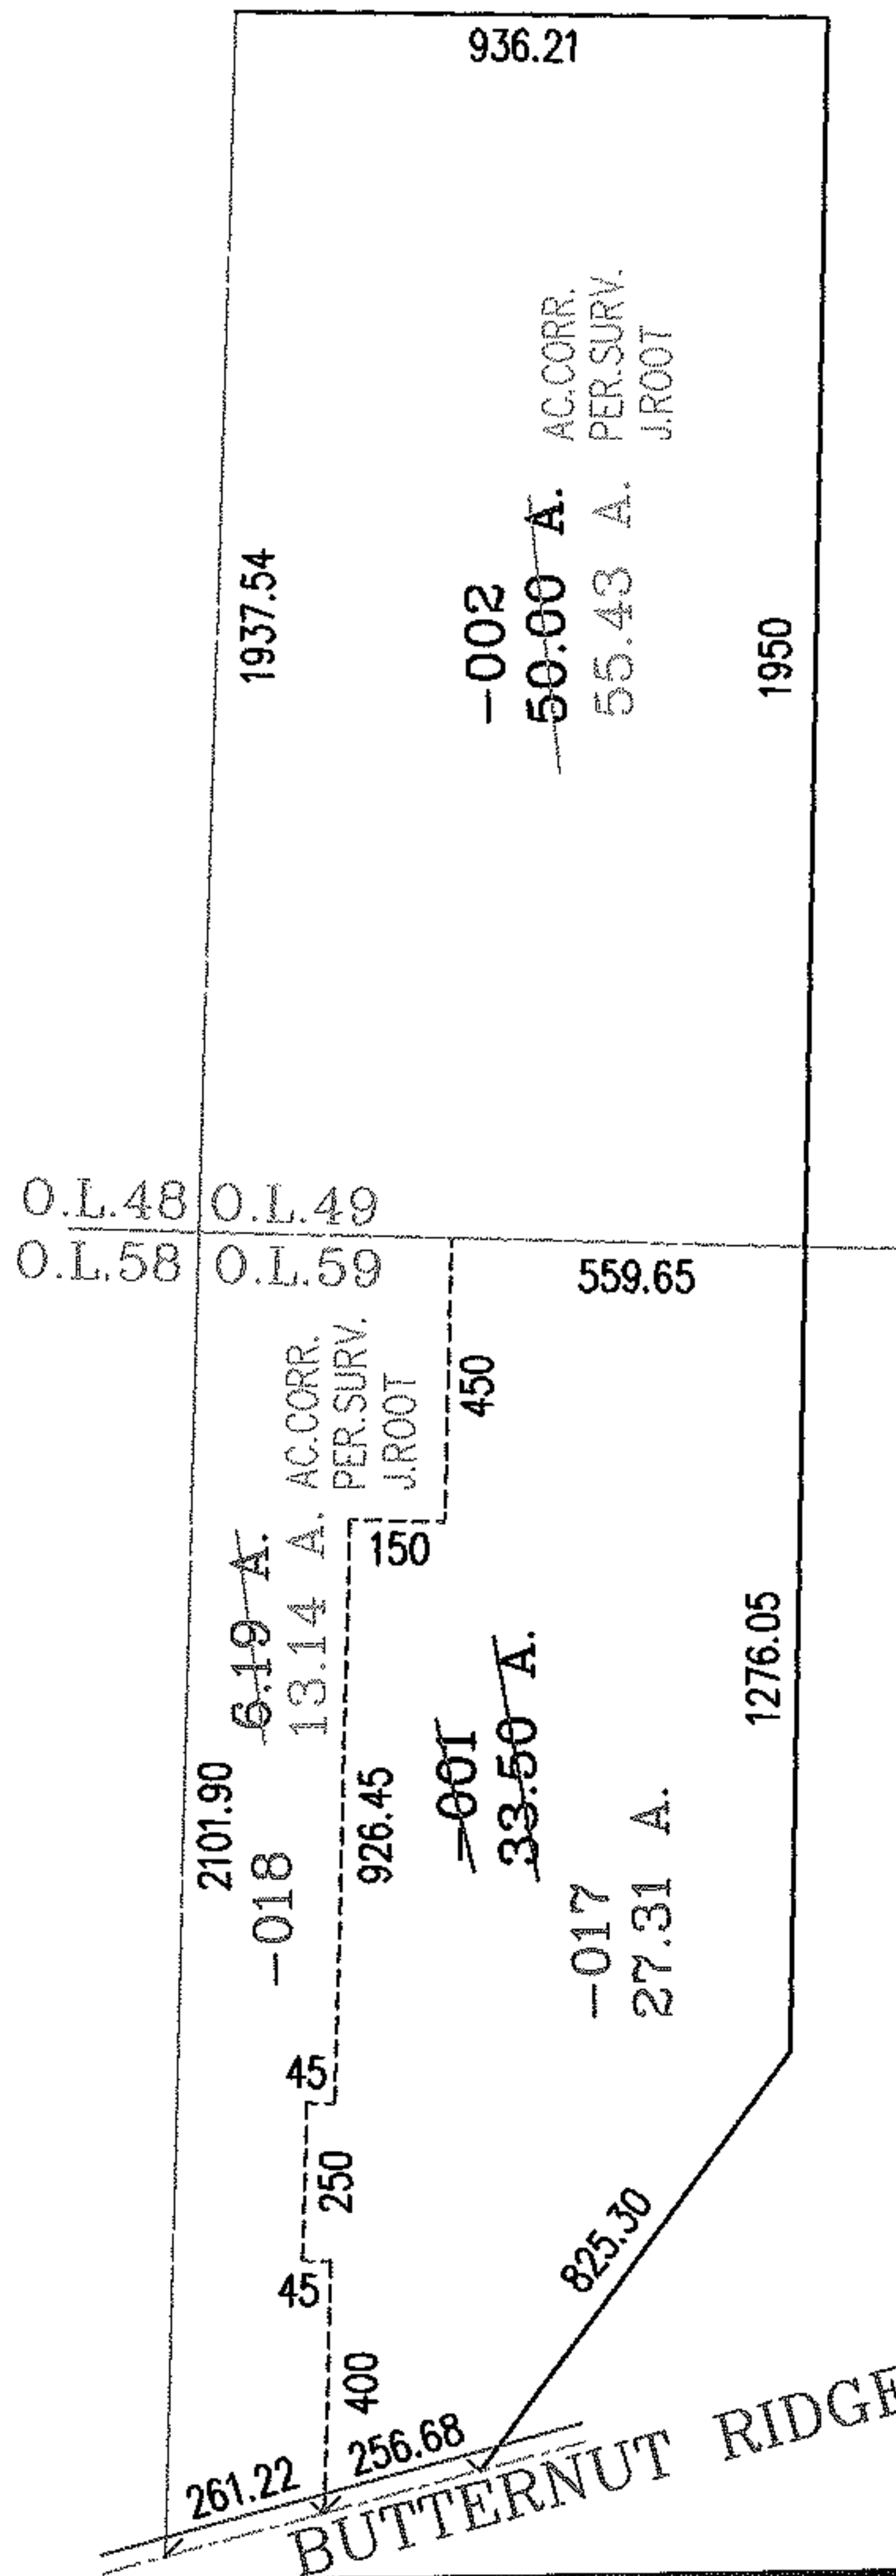 936.21
1937.54
AC.CORR.
PER.SURV.
J.ROOT
-002
50.00 A.
55.43 A.
1950
O.L.48
O.L.49
O.L.58
O.L.59
559.65
450
AC.CORR.
PER.SURV.
J.ROOT
150
6.19 A.
13.14 A.
1276.05
-001
33.50 A.
2101.90
926.45
-018
-017
27.31 A.
45
250
825.30
45
400
256.68
261.22
BUTTERNUT RIDGE